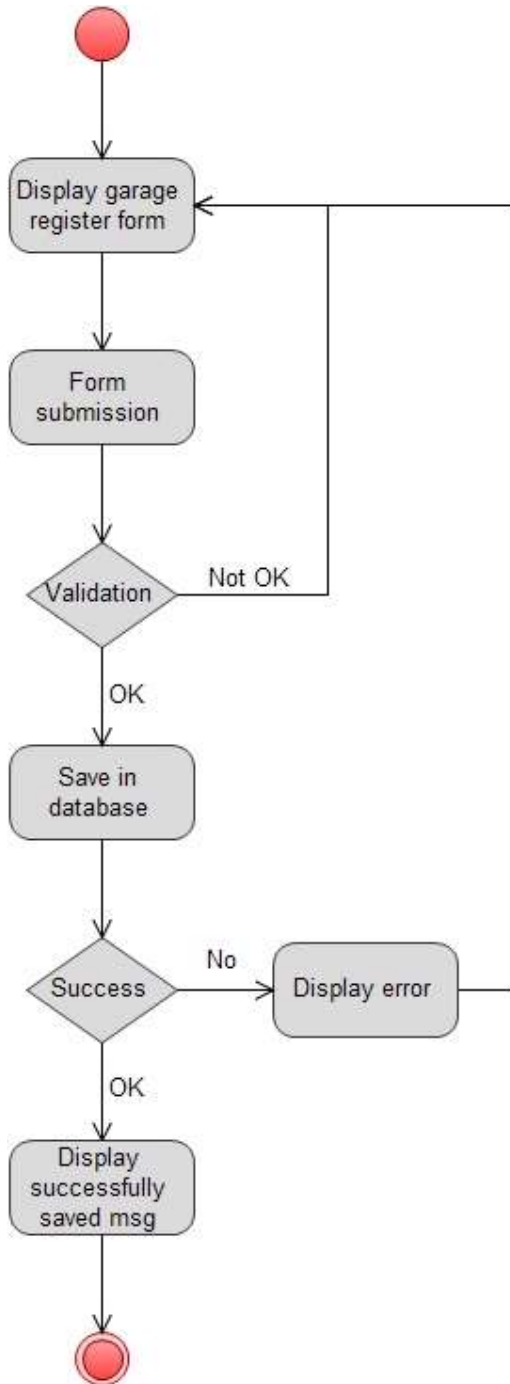 Display garage
register form
Form
submission
Validation
Not OK
OK
Save in
database
Success
No
Display error
OK
Display
successfully
saved msg